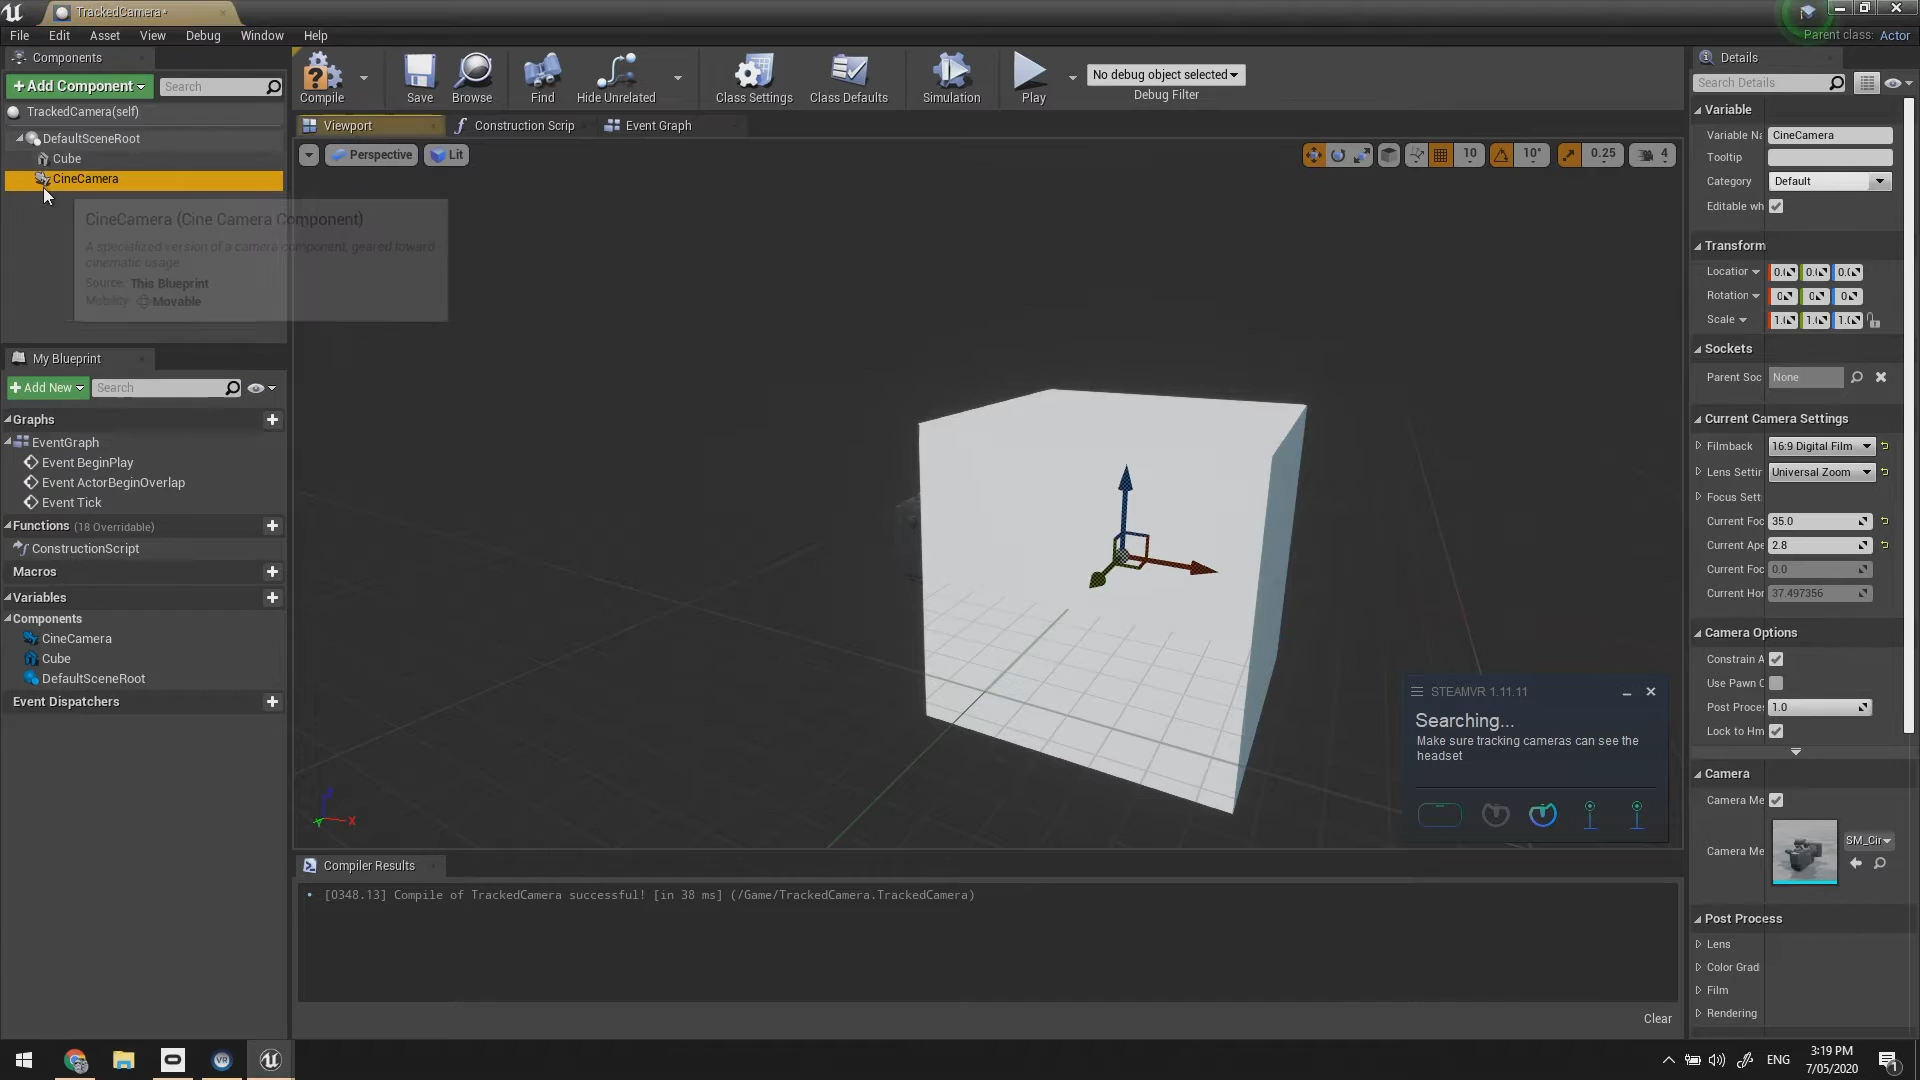 TrackedCamera*
File Edit Asset View Debug Window Help
Parent class: Actor
Components
+Add Component
Search
TrackedCamera(self)
DefaultSceneRoot
Cube
CineCamera
CineCamera (Cine Camera Component)
A specialized version of a camera component, geared toward
cinematic usage
Source: This Blueprint
Mobility: Movable
My Blueprint
+Add New
Search
Graphs
EventGraph
Event BeginPlay
Event ActorBeginOverlap
Event Tick
Functions (18 Overridable)
ConstructionScript
Macros
Variables
Components
CineCamera
Cube
DefaultSceneRoot
Event Dispatchers
Compile
Save
Browse
Find
Hide Unrelated
Class Settings
Class Defaults
Simulation
Play
No debug object selected
Debug Filter
Viewport
Construction Scrip
Event Graph
Perspective
Lit
10
10°
0.25
4
X
STEAMVR 1.11.11
Searching...
Make sure tracking cameras can see the
headset
Compiler Results
[0348.13] Compile of TrackedCamera successful! [in 38 ms] (/Game/TrackedCamera.TrackedCamera)
Clear
Details
Search Details
Variable
Variable Na CineCamera
Tooltip
Category Default
Editable wh
Transform
Location 0.0 0.0 0.0
Rotation 0 0 0
Scale 1.0 1.0 1.0
Sockets
Parent Soc None
Current Camera Settings
Filmback 16:9 Digital Film
Lens Settin Universal Zoom
Focus Sett
Current Foc 35.0
Current Ape 2.8
Current Foc 0.0
Current Hor 37.497356
Camera Options
Constrain A
Use Pawn C
Post Proces 1.0
Lock to Hm
Camera
Camera Me
Camera Me SM_Cir
Post Process
Lens
Color Grad
Film
Rendering
ENG
3:19 PM
7/05/2020
1